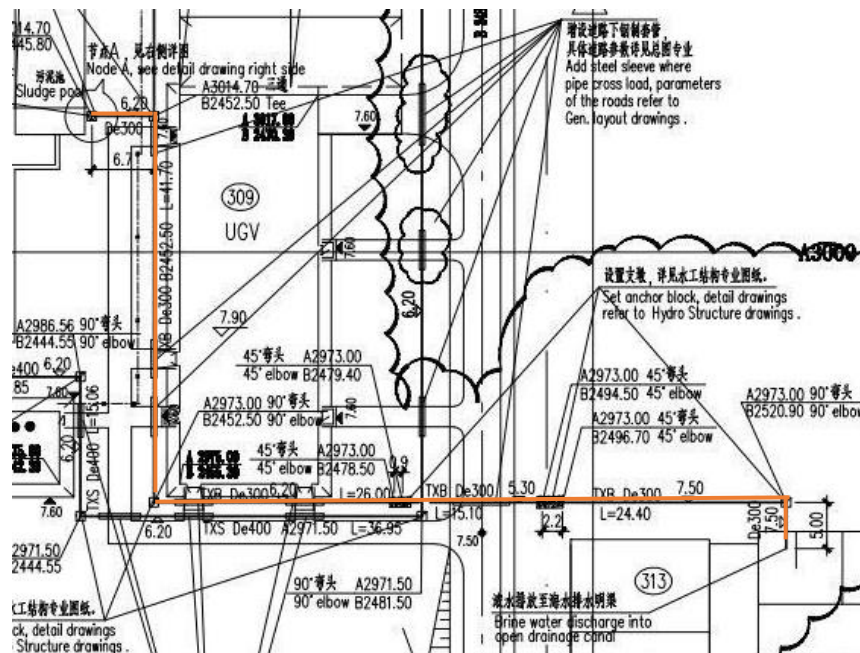 014.70
445.80
节点A，见右侧详图
Node A, see detail drawing right side
污泥池
Sludge pool
6.20
De300
6.7
A3014.70 三通
B2452.50 Tee
7.60
增设道路下钢制套管，
具体道路参数详见总图专业
Add steel sleeve where
pipe cross load, parameters
of the roads refer to
Gen. layout drawings .
309
UGV
TXB De300 B2452.50 L=41.70
7.60
6.20
7.90
A3000
设置支墩，详见水工结构专业图纸.
Set anchor block, detail drawings
refer to Hydro Structure drawings .
A2986.56 90°弯头
B2444.55 90° elbow
De400 6.20
85
7.60
6.20
TXS De400 L=15.06
45°弯头 A2973.00
45° elbow B2479.40
A2973.00 90°弯头
B2452.50 90° elbow
7.60
45°弯头 A2973.00
45° elbow B2478.50
A2973.00 45°弯头
B2494.50 45° elbow
A2973.00 45°弯头
B2496.70 45° elbow
A2973.00 90°弯头
B2520.90 90° elbow
TXB De300 6.20 L=26.00
TXB De300 5.30
L=15.10
TXB De300 7.50
L=24.40
2.2
De300
7.50
5.00
7.60
6.20
TXS De400 A2971.50 L=36.95
7.50
2971.50
2444.55
90°弯头 A2971.50
90° elbow B2481.50
313
浓水排放至海水排水明渠
Brine water discharge into
open drainage canal
水工结构专业图纸.
ck, detail drawings
Structure drawings .